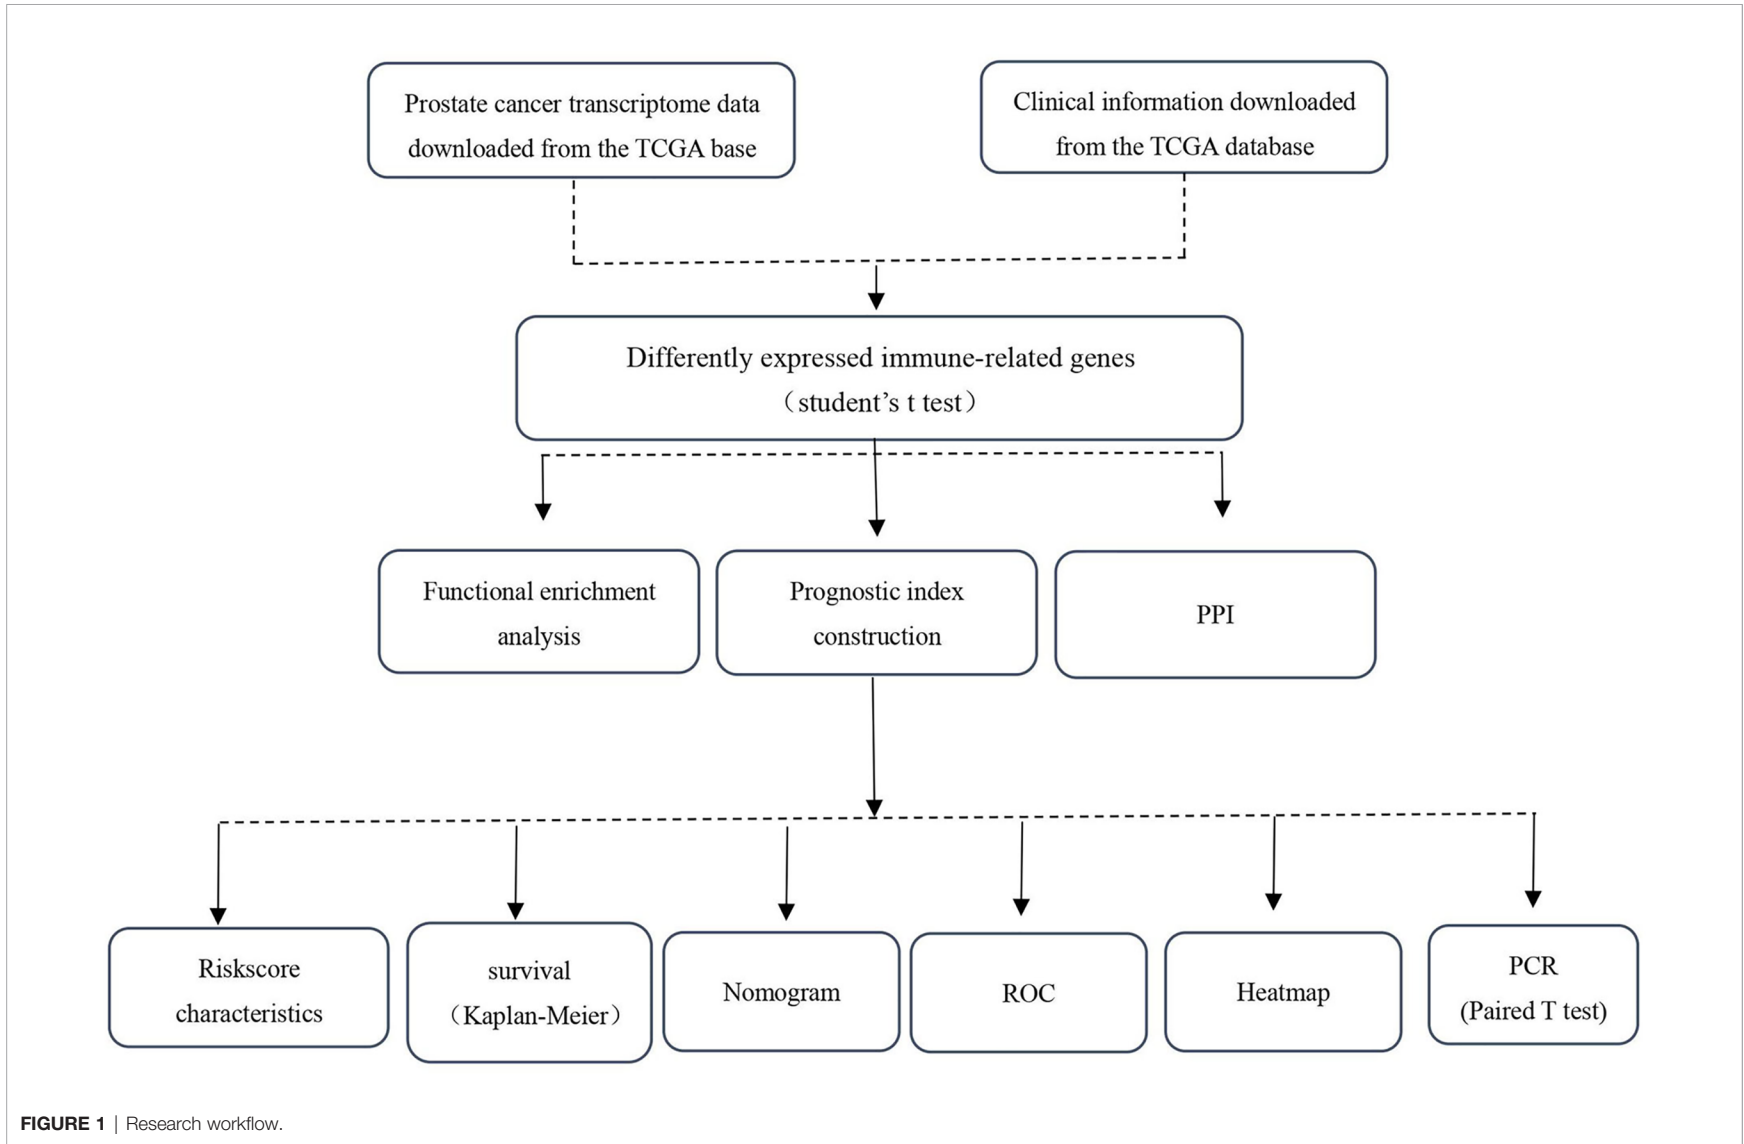 Prostate cancer transcriptome data
downloaded from the TCGA base
Clinical information downloaded
from the TCGA database
Differently expressed immune-related genes
（student’s t test）
Functional enrichment
analysis
Prognostic index
construction
PPI
Riskscore
characteristics
survival
（Kaplan-Meier）
Nomogram
ROC
Heatmap
PCR
(Paired T test)
FIGURE 1 | Research workflow.